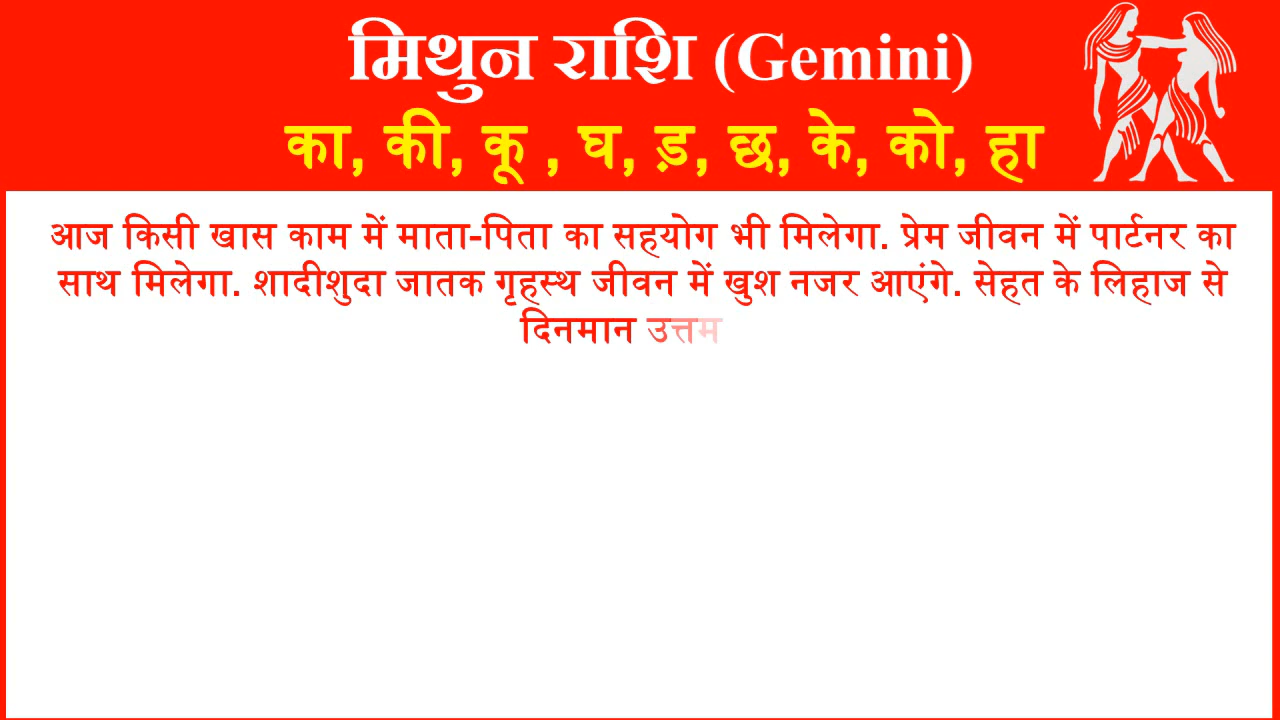 मिथुन राशि (Gemini)
का, की, कू , घ, ड़, छ, के, को, हा
आज किसी खास काम में माता-पिता का सहयोग भी मिलेगा. प्रेम जीवन में पार्टनर का
साथ मिलेगा. शादीशुदा जातक गृहस्थ जीवन में खुश नजर आएंगे. सेहत के लिहाज से
दिनमान उत्तम